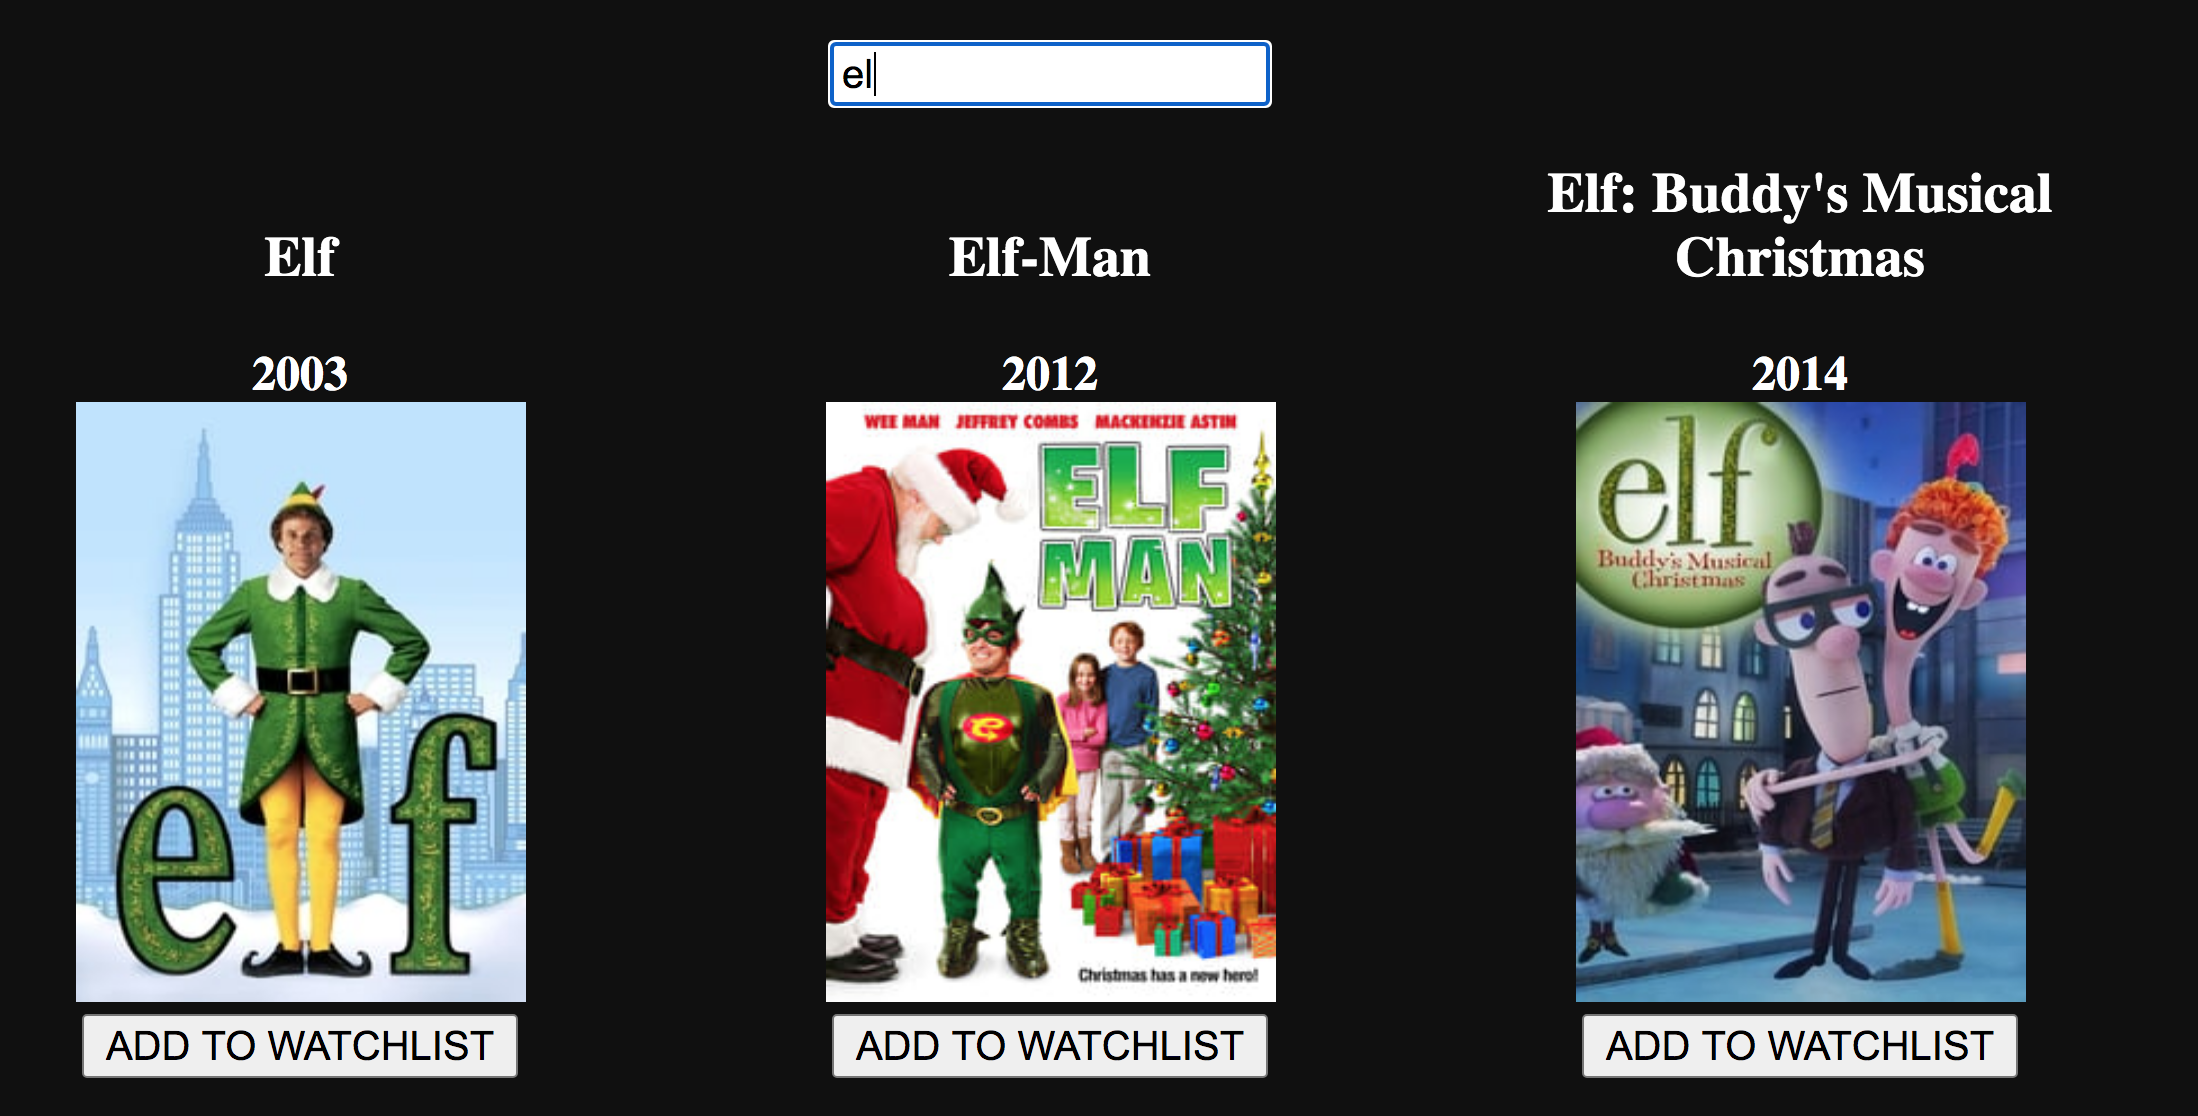 el
Elf
Elf-Man
Elf: Buddy's Musical
Christmas
2003
2012
2014
elf
WEE MAN JEFFREY COMBS MACKENZIE ASTIN
ELF
MAN
e
Christmas has a new hero!
elf
Buddy's Musical
Christmas
ADD TO WATCHLIST
ADD TO WATCHLIST
ADD TO WATCHLIST